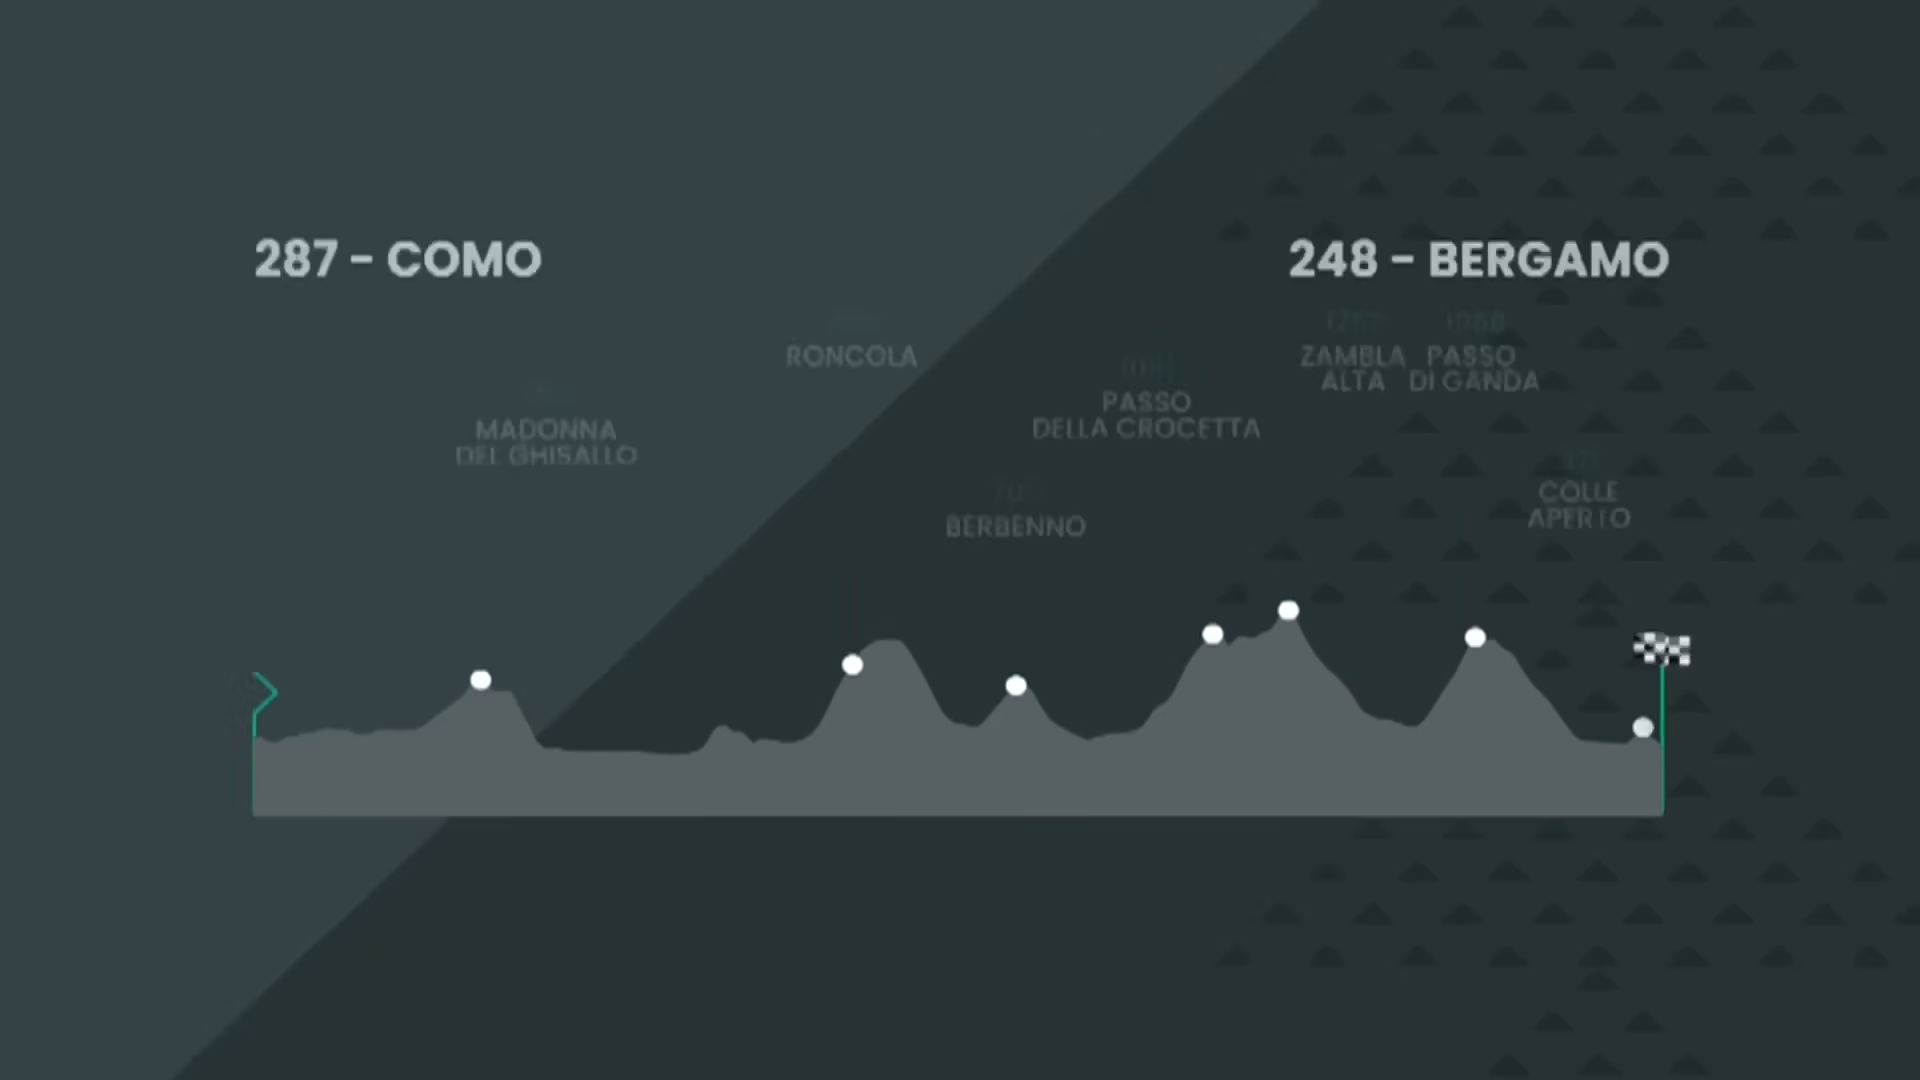 287 - COMO
248 - BERGAMO
RONCOLA
ZAMBLA
ALTA
1068
PASSO
DI GANDA
PASSO
DELLA CROCETTA
MADONNA
DEL GHISALLO
BERBENNO
COLLE
APERTO